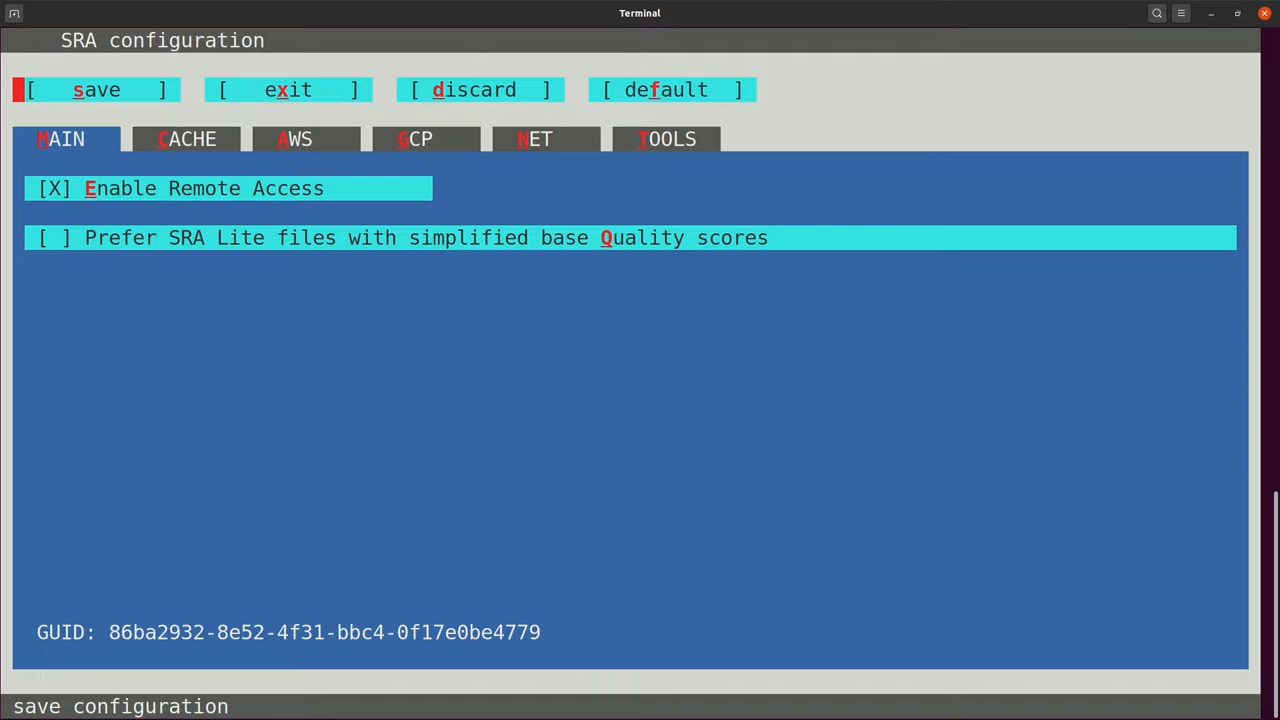 Terminal
SRA configuration
[ save ] [ exit ] [ discard ] [ default ]
MAIN CACHE AWS GCP NET TOOLS
[X] Enable Remote Access
[ ] Prefer SRA Lite files with simplified base Quality scores
GUID: 86ba2932-8e52-4f31-bbc4-0f17e0be4779
save configuration